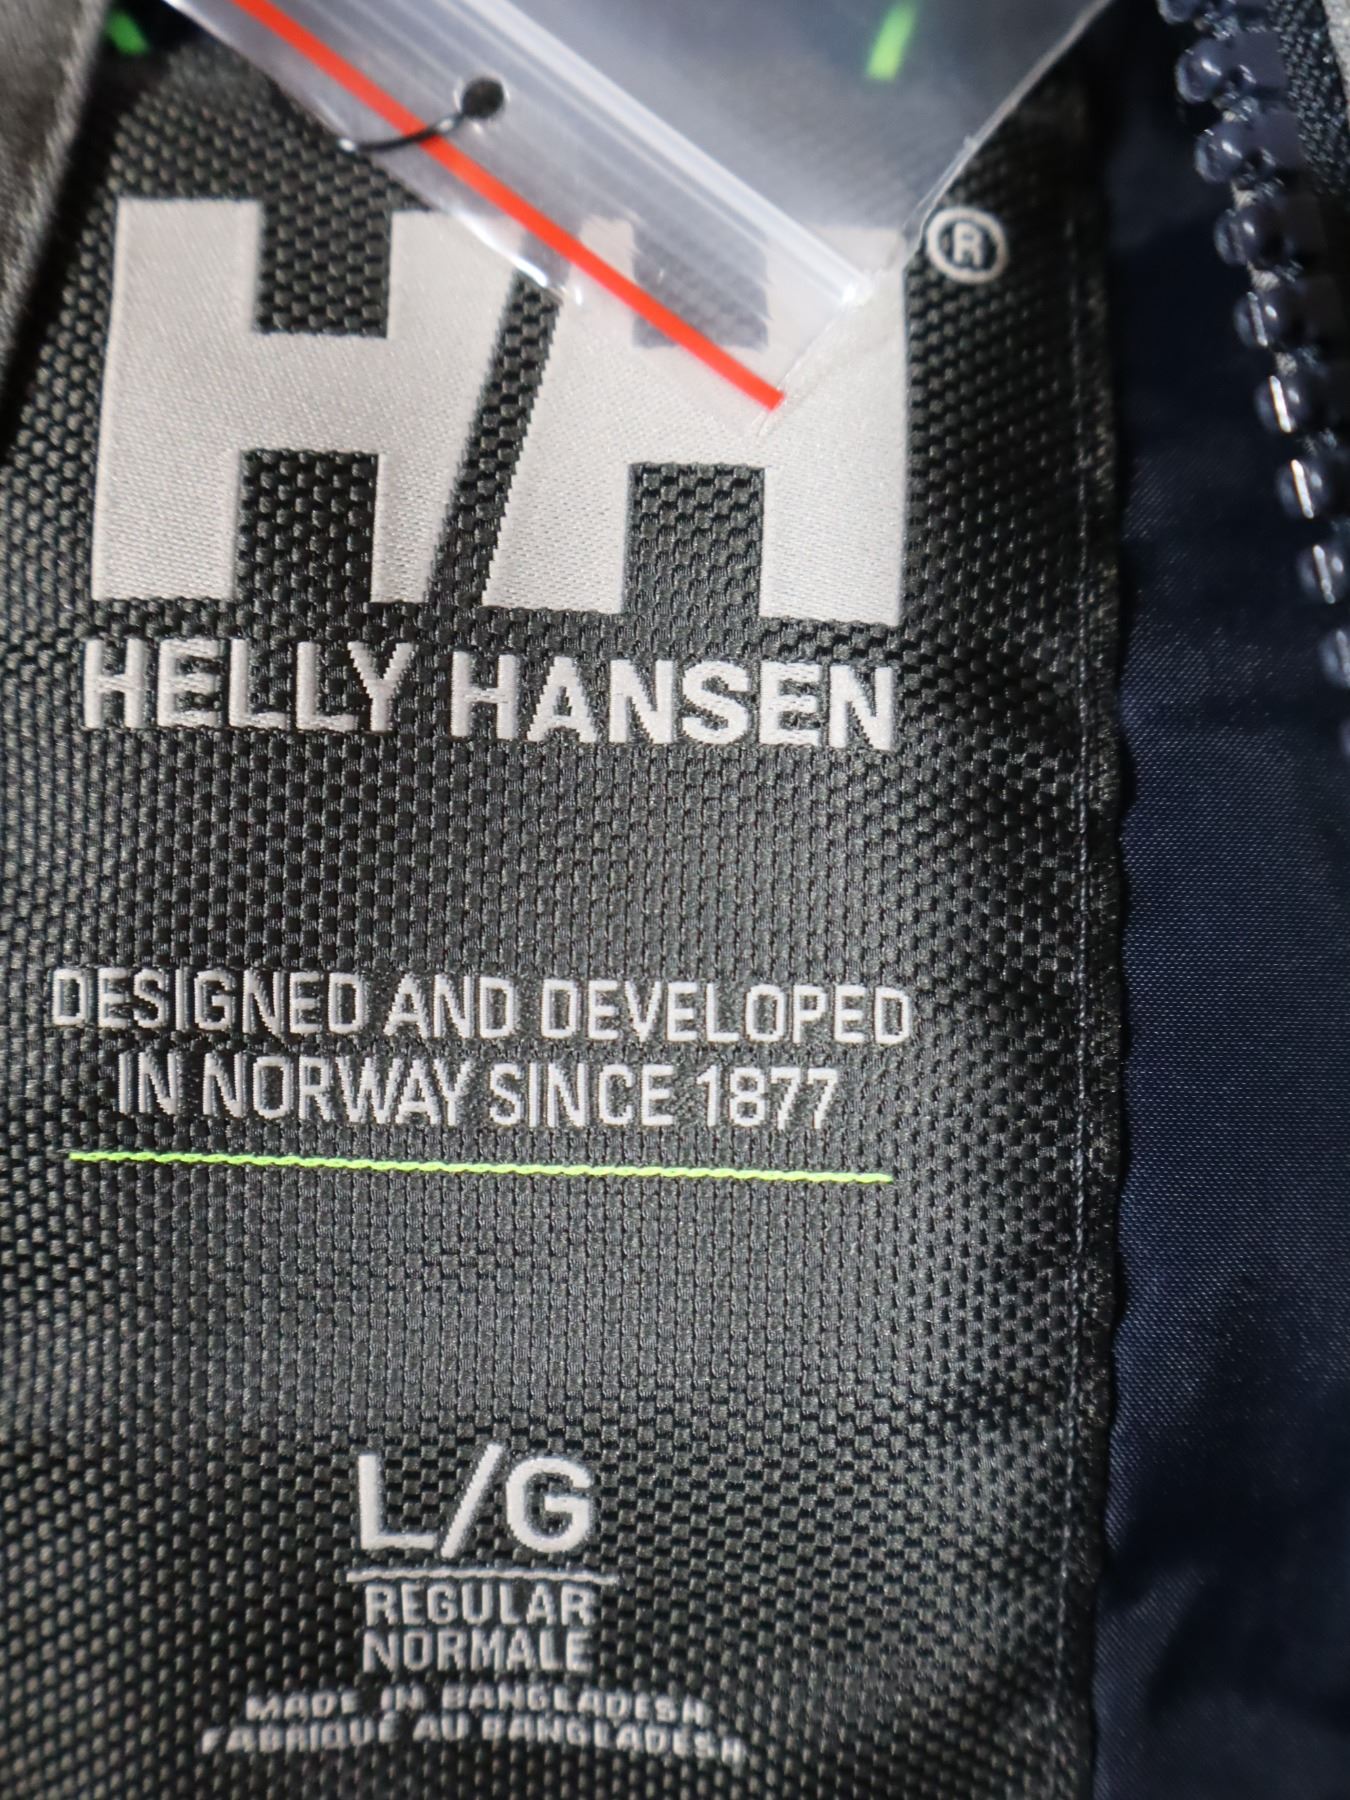 HH®
HELLY HANSEN
DESIGNED AND DEVELOPED
IN NORWAY SINCE 1877
L/G
REGULAR
NORMALE
MADE IN BANGLADESH
FABRIQUÉ AU BANGLADESH